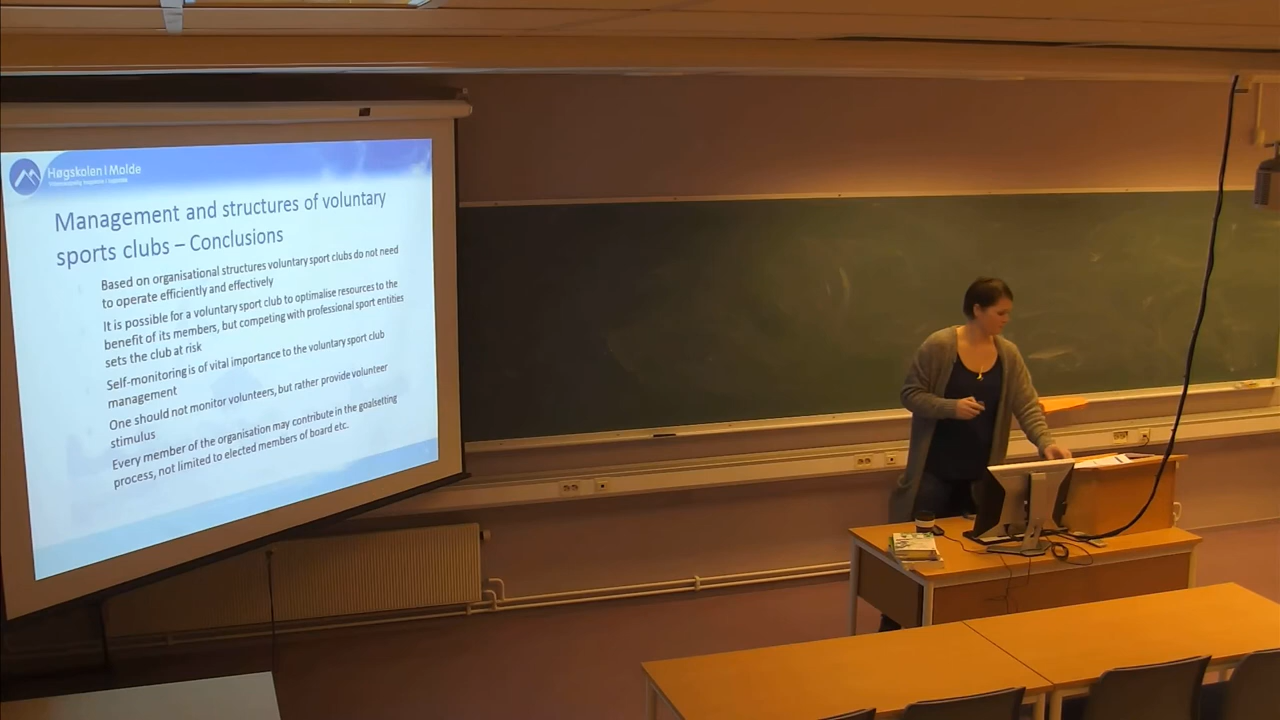 Høgskolen i Molde
Vitenskapelig høgskole i logistikk
Management and structures of voluntary
sports clubs – Conclusions
Based on organisational structures voluntary sport clubs do not need
to operate efficiently and effectively
It is possible for a voluntary sport club to optimalise resources to the
benefit of its members, but competing with professional sport entities
sets the club at risk
Self-monitoring is of vital importance to the voluntary sport club
management
One should not monitor volunteers, but rather provide volunteer
stimulus
Every member of the organisation may contribute in the goalsetting
process, not limited to elected members of board etc.